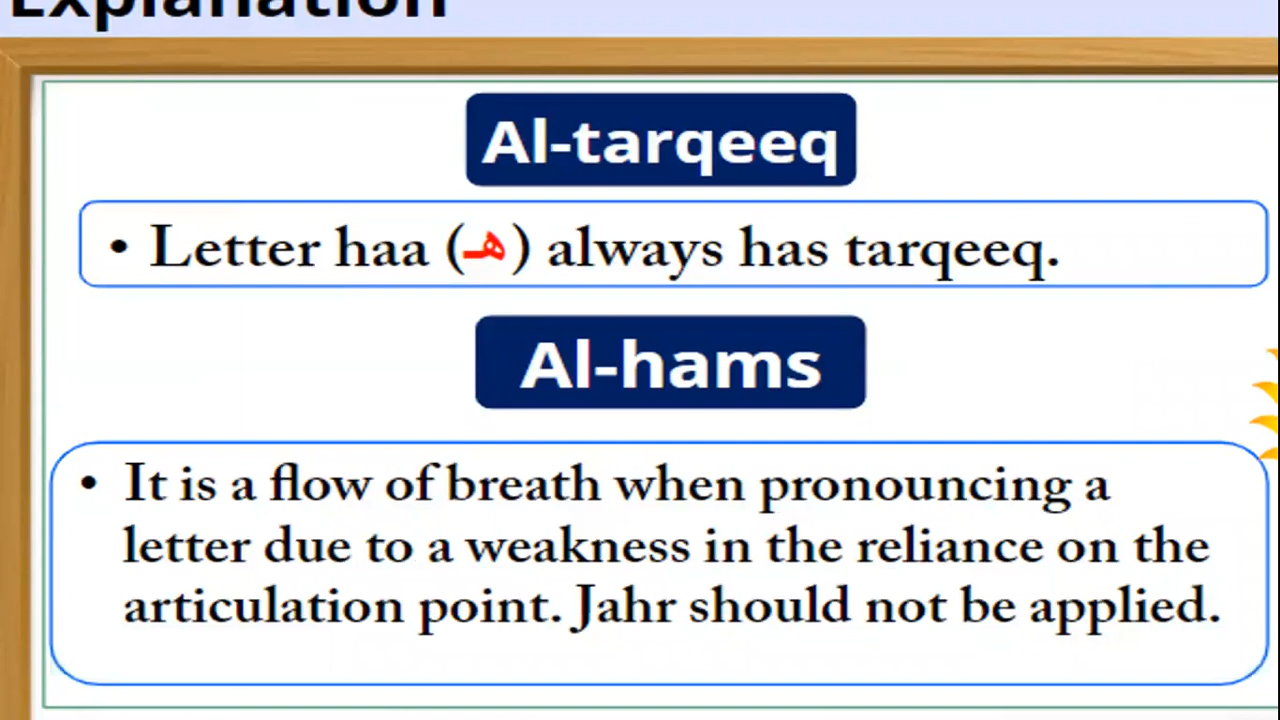 Explanation
Al-tarqeeq
• Letter haa (هـ) always has tarqeeq.
Al-hams
• It is a flow of breath when pronouncing a
letter due to a weakness in the reliance on the
articulation point. Jahr should not be applied.